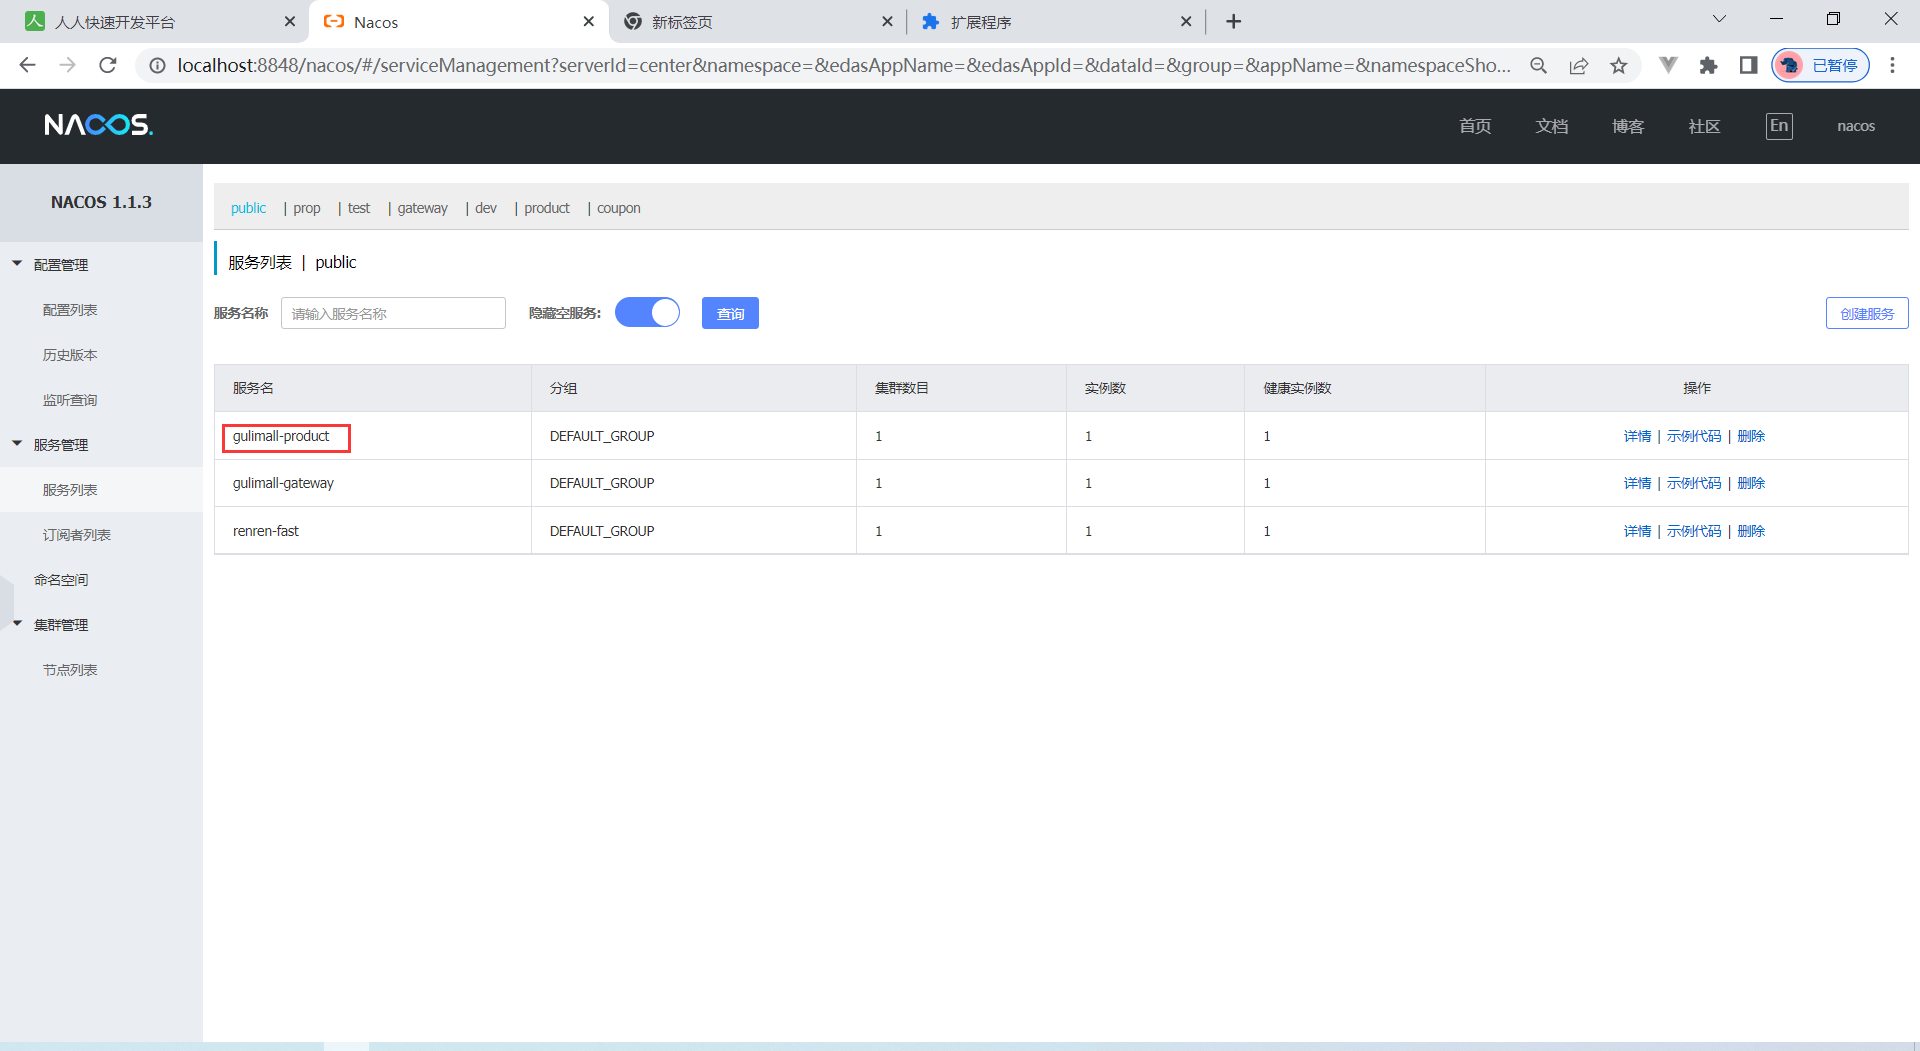 人人快速开发平台
Nacos
新标签页
扩展程序
localhost:8848/nacos/#/serviceManagement?serverId=center&namespace=&edasAppName=&edasAppId=&dataId=&group=&appName=&namespaceSho...
已暂停
NACOS.
首页 文档 博客 社区 En nacos
NACOS 1.1.3
配置管理
配置列表
历史版本
监听查询
服务管理
服务列表
订阅者列表
命名空间
集群管理
节点列表
public | prop | test | gateway | dev | product | coupon
服务列表 | public
服务名称 请输入服务名称 隐藏空服务: 查询 创建服务
服务名 分组 集群数目 实例数 健康实例数 操作
gulimall-product DEFAULT_GROUP 1 1 1 详情 | 示例代码 | 删除
gulimall-gateway DEFAULT_GROUP 1 1 1 详情 | 示例代码 | 删除
renren-fast DEFAULT_GROUP 1 1 1 详情 | 示例代码 | 删除